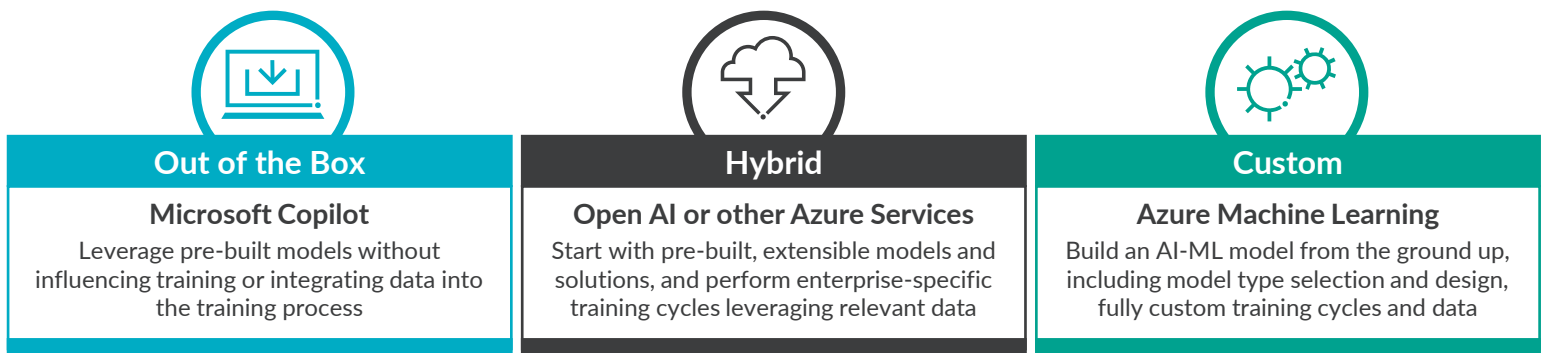 Out of the Box
Microsoft Copilot
Leverage pre-built models without
influencing training or integrating data into
the training process
Hybrid
Open AI or other Azure Services
Start with pre-built, extensible models and
solutions, and perform enterprise-specific
training cycles leveraging relevant data
Custom
Azure Machine Learning
Build an AI-ML model from the ground up,
including model type selection and design,
fully custom training cycles and data